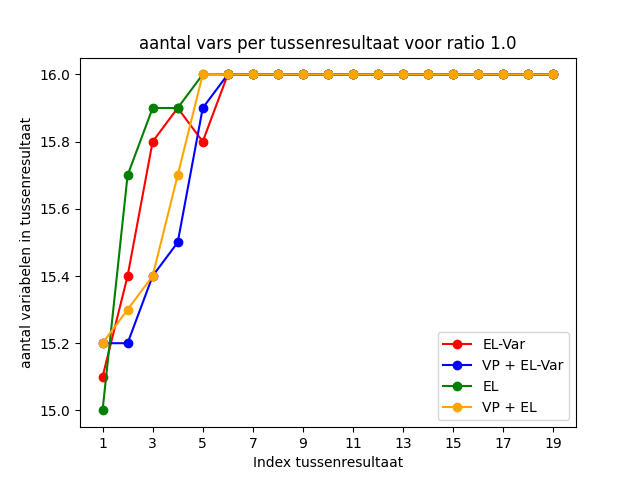 aantal vars per tussenresultaat voor ratio 1.0
aantal variabelen in tussenresultaat
16.0
15.8
15.6
15.4
15.2
15.0
1 3 5 7 9 11 13 15 17 19
Index tussenresultaat
EL-Var
VP + EL-Var
EL
VP + EL